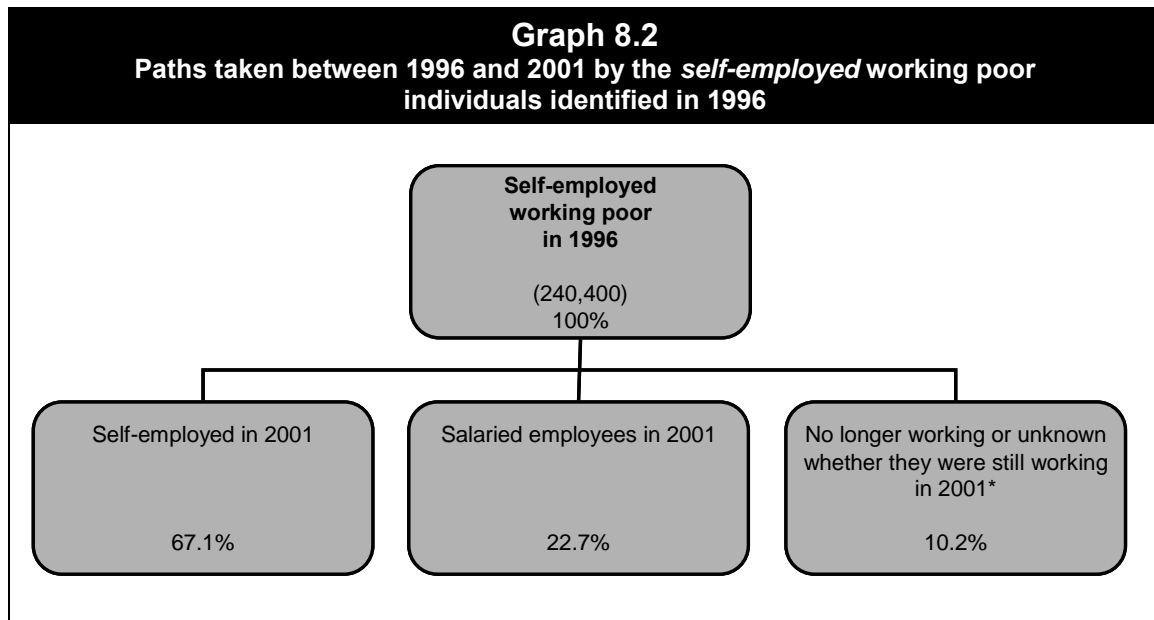 Graph 8.2
Paths taken between 1996 and 2001 by the self-employed working poor
individuals identified in 1996
Self-employed
working poor
in 1996
(240,400)
100%
Self-employed in 2001
67.1%
Salaried employees in 2001
22.7%
No longer working or unknown
whether they were still working
in 2001*
10.2%